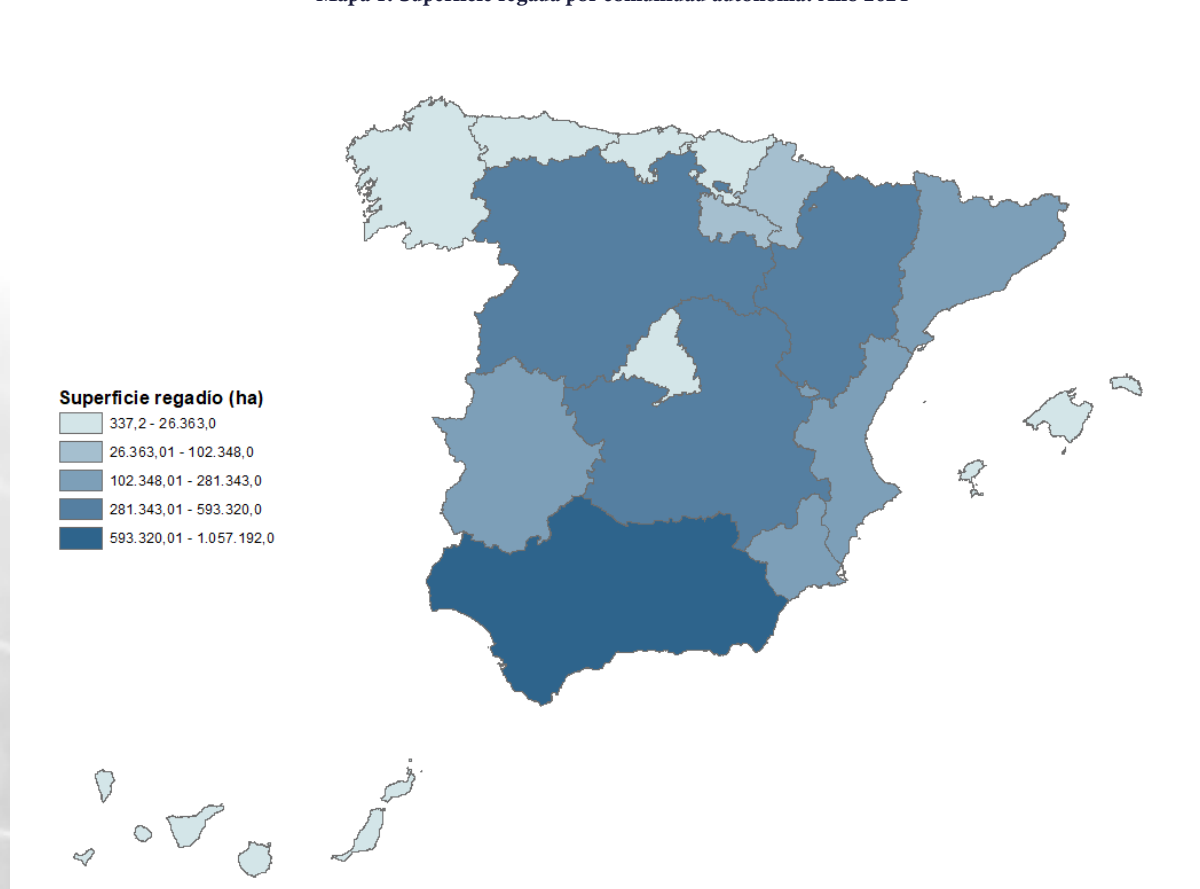 Mapa 1. Superficie regada por comunidad autónoma. Año 2024
Superficie regadio (ha)
337,2 - 26.363,0
26.363,01 - 102.348,0
102.348,01 - 281.343,0
281.343,01 - 593.320,0
593.320,01 - 1.057.192,0